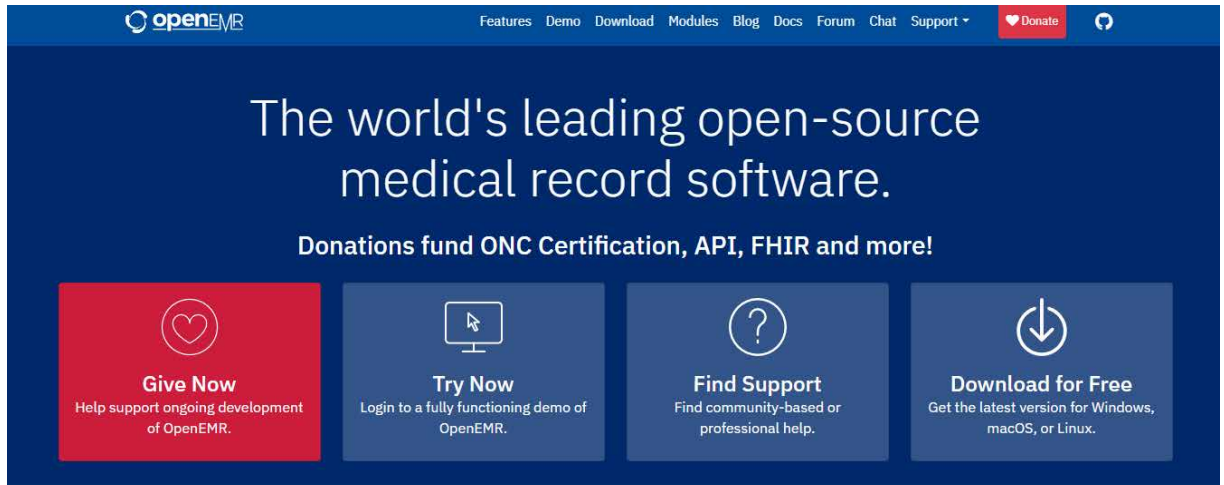 openEMR Features Demo Download Modules Blog Docs Forum Chat Support Donate
The world's leading open-source
medical record software.
Donations fund ONC Certification, API, FHIR and more!
Give Now
Help support ongoing development
of OpenEMR.
Try Now
Login to a fully functioning demo of
OpenEMR.
Find Support
Find community-based or
professional help.
Download for Free
Get the latest version for Windows,
macOS, or Linux.